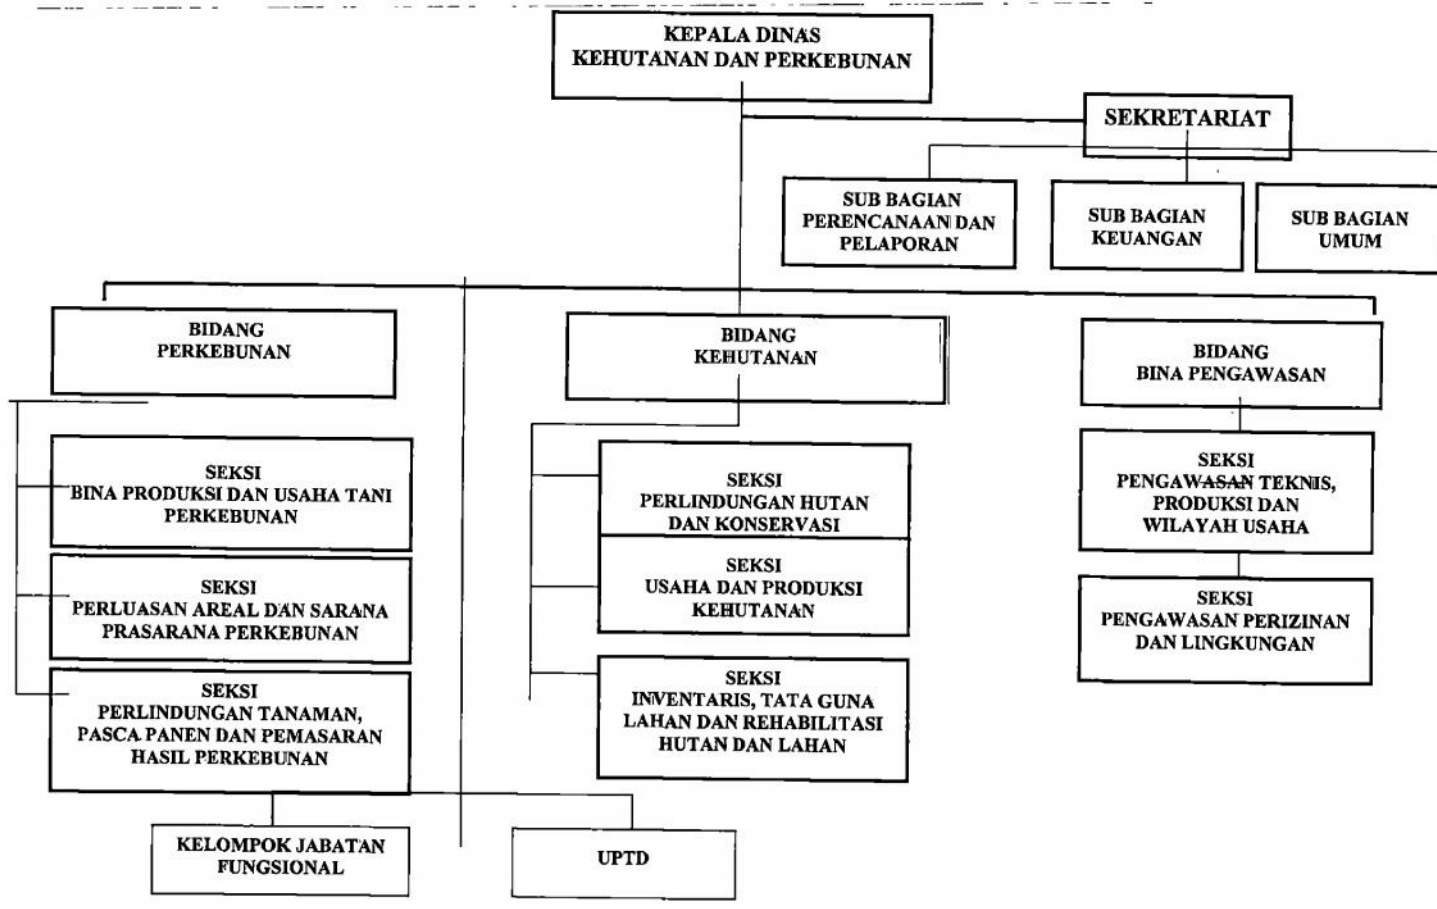 KEPALA DINAS
KEHUTANAN DAN PERKEBUNAN
SEKRETARIAT
SUB BAGIAN
PERENCANAAN DAN
PELAPORAN
SUB BAGIAN
KEUANGAN
SUB BAGIAN
UMUM
BIDANG
PERKEBUNAN
BIDANG
KEHUTANAN
BIDANG
BINA PENGAWASAN
SEKSI
BINA PRODUKSI DAN USAHA TANI
PERKEBUNAN
SEKSI
PERLUASAN AREAL DAN SARANA
PRASARANA PERKEBUNAN
SEKSI
PERLINDUNGAN TANAMAN,
PASCA PANEN DAN PEMASARAN
HASIL PERKEBUNAN
SEKSI
PERLINDUNGAN HUTAN
DAN KONSERVASI
SEKSI
USAHA DAN PRODUKSI
KEHUTANAN
SEKSI
INVENTARIS, TATA GUNA
LAHAN DAN REHABILITASI
HUTAN DAN LAHAN
SEKSI
PENGAWASAN TEKNIS,
PRODUKSI DAN
WILAYAH USAHA
SEKSI
PENGAWASAN PERIZINAN
DAN LINGKUNGAN
KELOMPOK JABATAN
FUNGSIONAL
UPTD